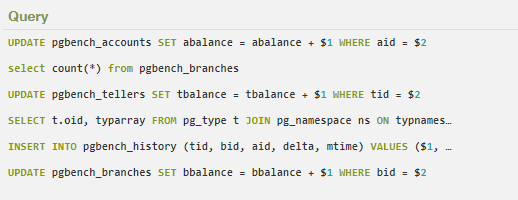 Query
UPDATE pgbench_accounts SET abalance = abalance + $1 WHERE aid = $2
select count(*) from pgbench_branches
UPDATE pgbench_tellers SET tbalance = tbalance + $1 WHERE tid = $2
SELECT t.oid, typarray FROM pg_type t JOIN pg_namespace ns ON typnames…
INSERT INTO pgbench_history (tid, bid, aid, delta, mtime) VALUES ($1, …
UPDATE pgbench_branches SET bbalance = bbalance + $1 WHERE bid = $2